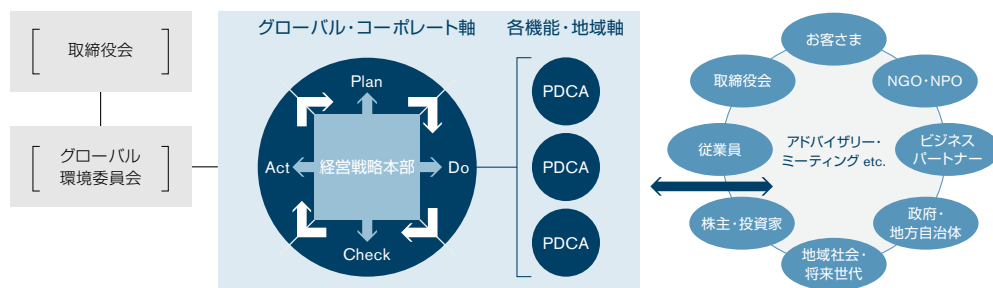 取締役会
グローバル
環境委員会
グローバル・コーポレート軸
Plan
Act
経営戦略本部
Do
Check
各機能・地域軸
PDCA
PDCA
PDCA
お客さま
取締役会
NGO・NPO
従業員
アドバイザリー・
ミーティング etc.
ビジネス
パートナー
株主・投資家
政府・
地方自治体
地域社会・
将来世代